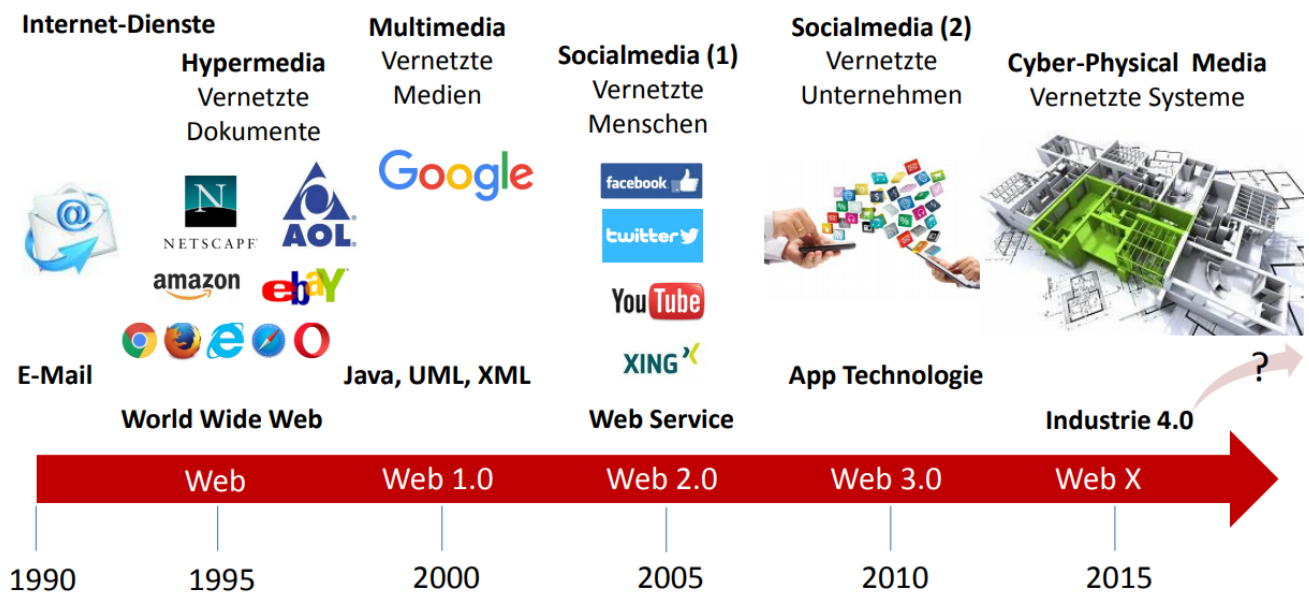 Internet-Dienste
Hypermedia
Vernetzte
Dokumente
Multimedia
Vernetzte
Medien
Socialmedia (1)
Vernetzte
Menschen
Socialmedia (2)
Vernetzte
Unternehmen
Cyber-Physical Media
Vernetzte Systeme
@
N
NETSCAPE
AOL
amazon
ebaY
Google
facebook
twitter
YouTube
XING
E-Mail
World Wide Web
Java, UML, XML
Web Service
App Technologie
Industrie 4.0
?
Web
Web 1.0
Web 2.0
Web 3.0
Web X
1990
1995
2000
2005
2010
2015